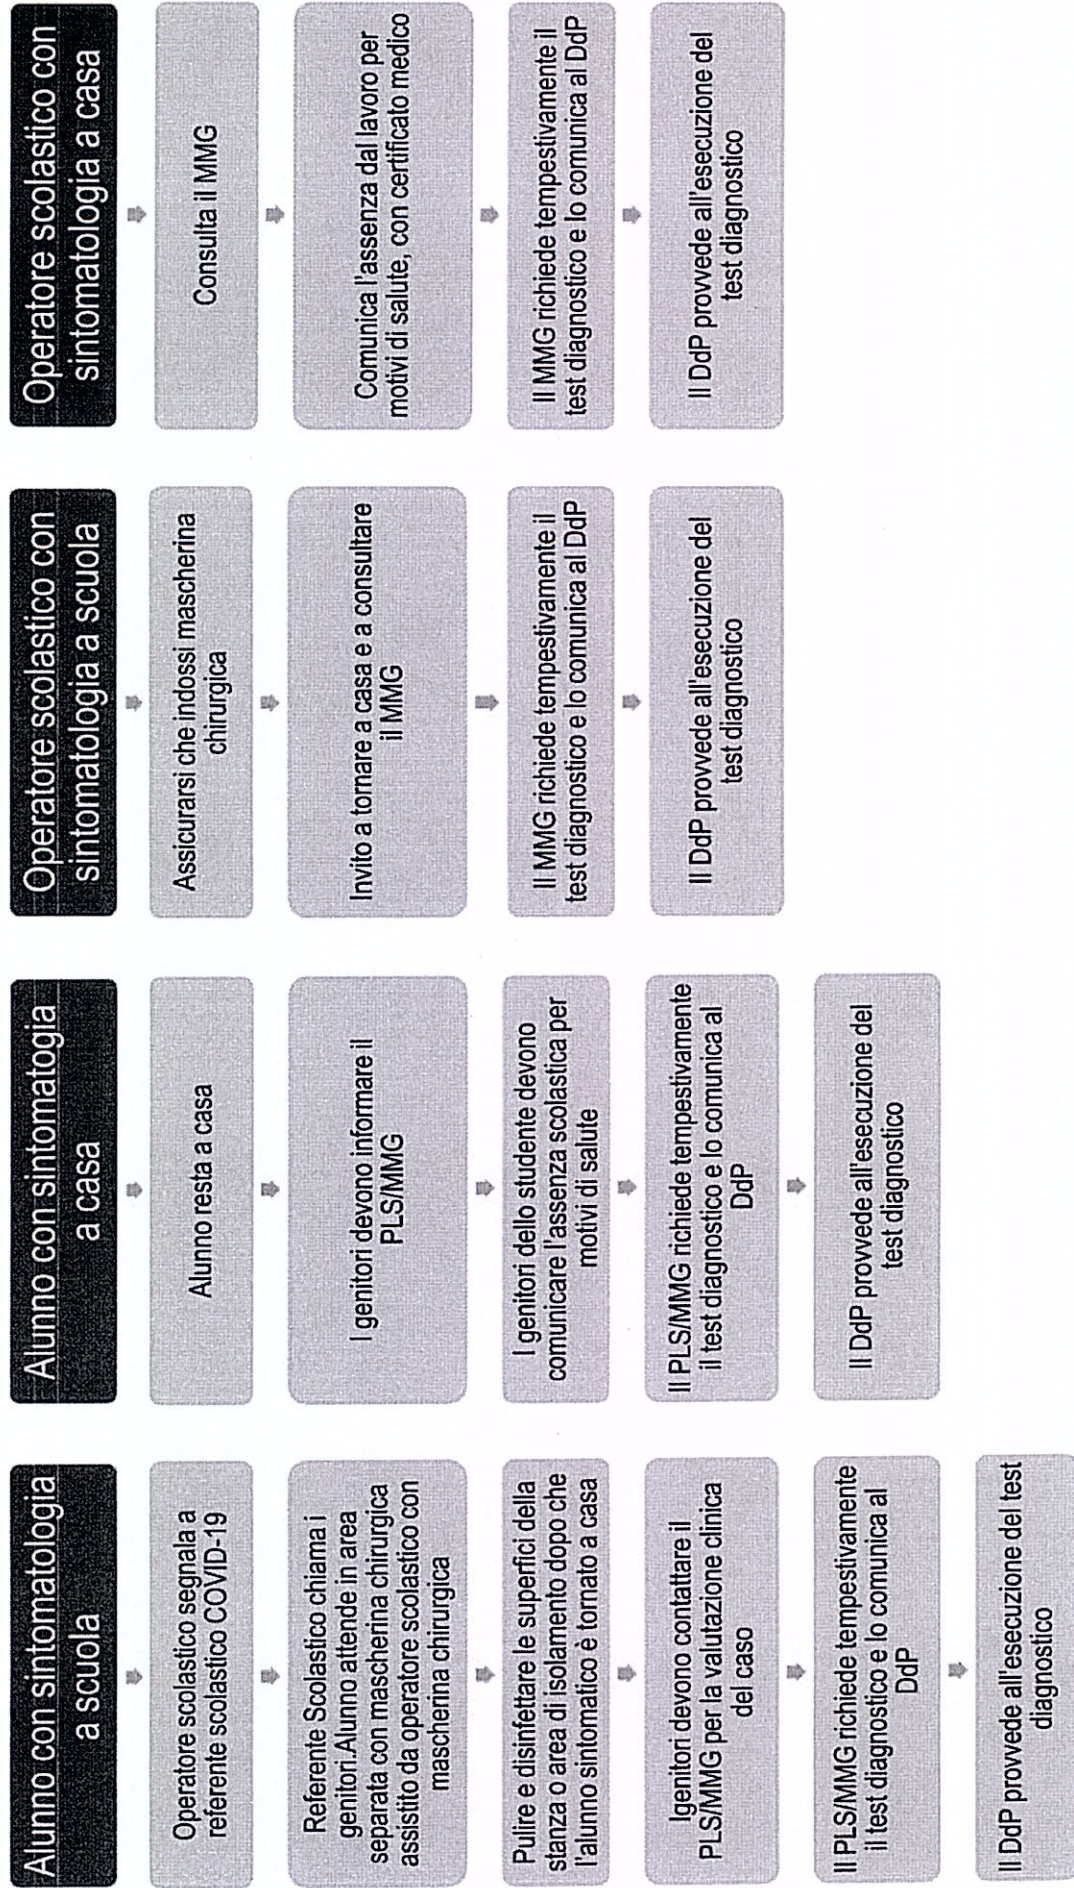 Alunno con sintomatologia
a scuola
Operatore scolastico segnala a
referente scolastico COVID-19
Referente Scolastico chiama i
genitori.Alunno attende in area
separata con mascherina chirurgica
assistito da operatore scolastico con
mascherina chirurgica
Pulire e disinfettare le superfici della
stanza o area di isolamento dopo che
l'alunno sintomatico è tornato a casa
Igenitori devono contattare il
PLS/MMG per la valutazione clinica
del caso
Il PLS/MMG richiede tempestivamente
il test diagnostico e lo comunica al
DdP
Il DdP provvede all'esecuzione del test
diagnostico
Alunno con sintomatogia
a casa
Alunno resta a casa
I genitori devono informare il
PLS/MMG
I genitori dello studente devono
comunicare l'assenza scolastica per
motivi di salute
Il PLS/MMG richiede tempestivamente
il test diagnostico e lo comunica al
DdP
Il DdP provvede all'esecuzione del
test diagnostico
Operatore scolastico con
sintomatologia a scuola
Assicurarsi che indossi mascherina
chirurgica
Invito a tornare a casa e a consultare
il MMG
Il MMG richiede tempestivamente il
test diagnostico e lo comunica al DdP
Il DdP provvede all'esecuzione del
test diagnostico
Operatore scolastico con
sintomatologia a casa
Consulta il MMG
Comunica l'assenza dal lavoro per
motivi di salute, con certificato medico
Il MMG richiede tempestivamente il
test diagnostico e lo comunica al DdP
Il DdP provvede all'esecuzione del
test diagnostico